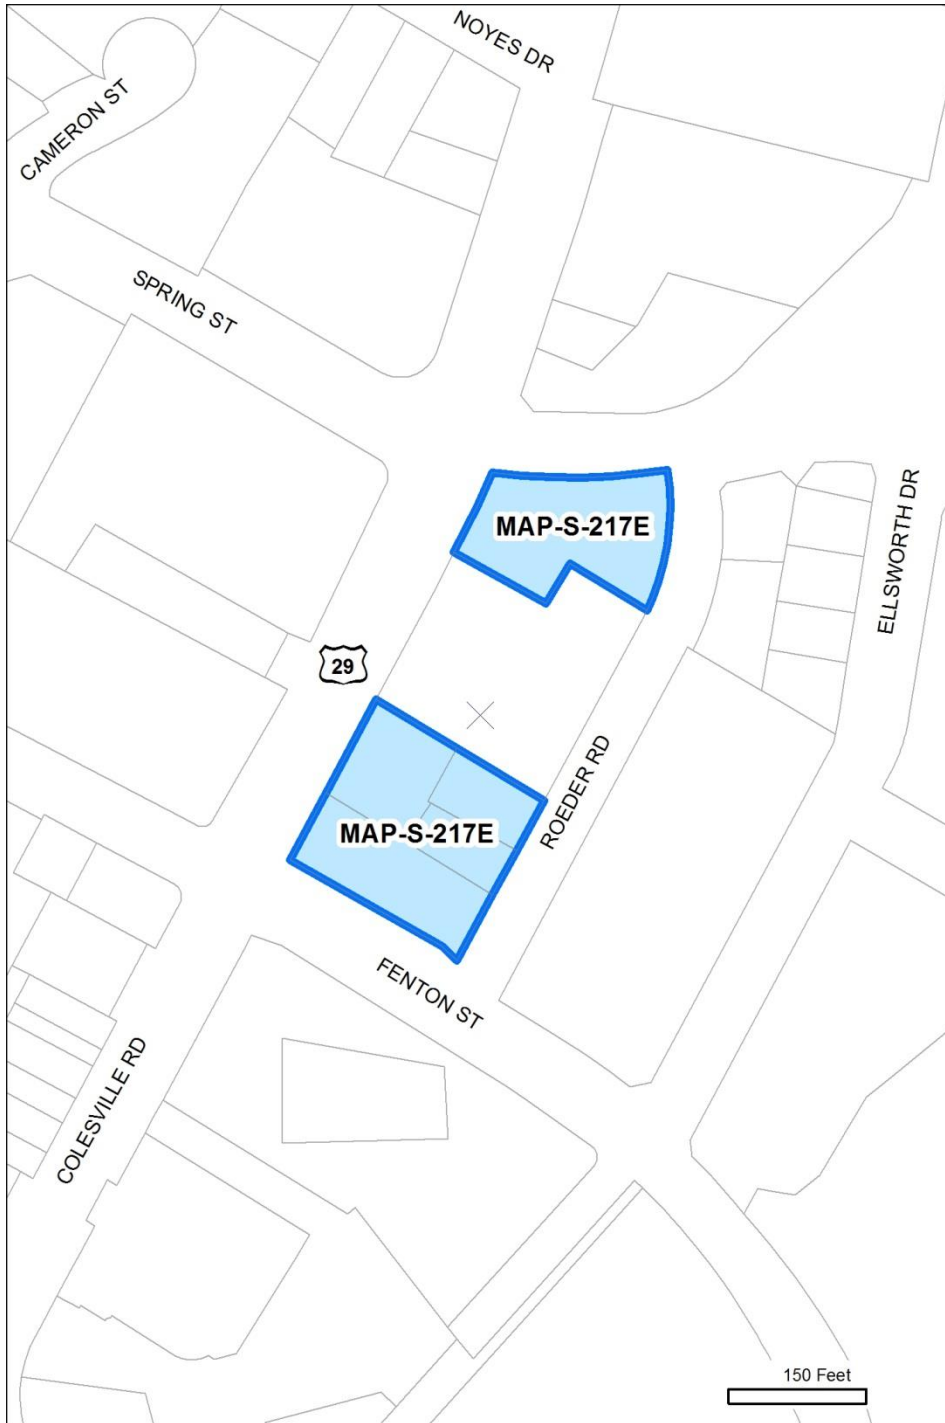 NOYES DR
CAMERON ST
SPRING ST
MAP-S-217E
ELLSWORTH DR
29
ROEDER RD
MAP-S-217E
FENTON ST
COLESVILLE RD
150 Feet